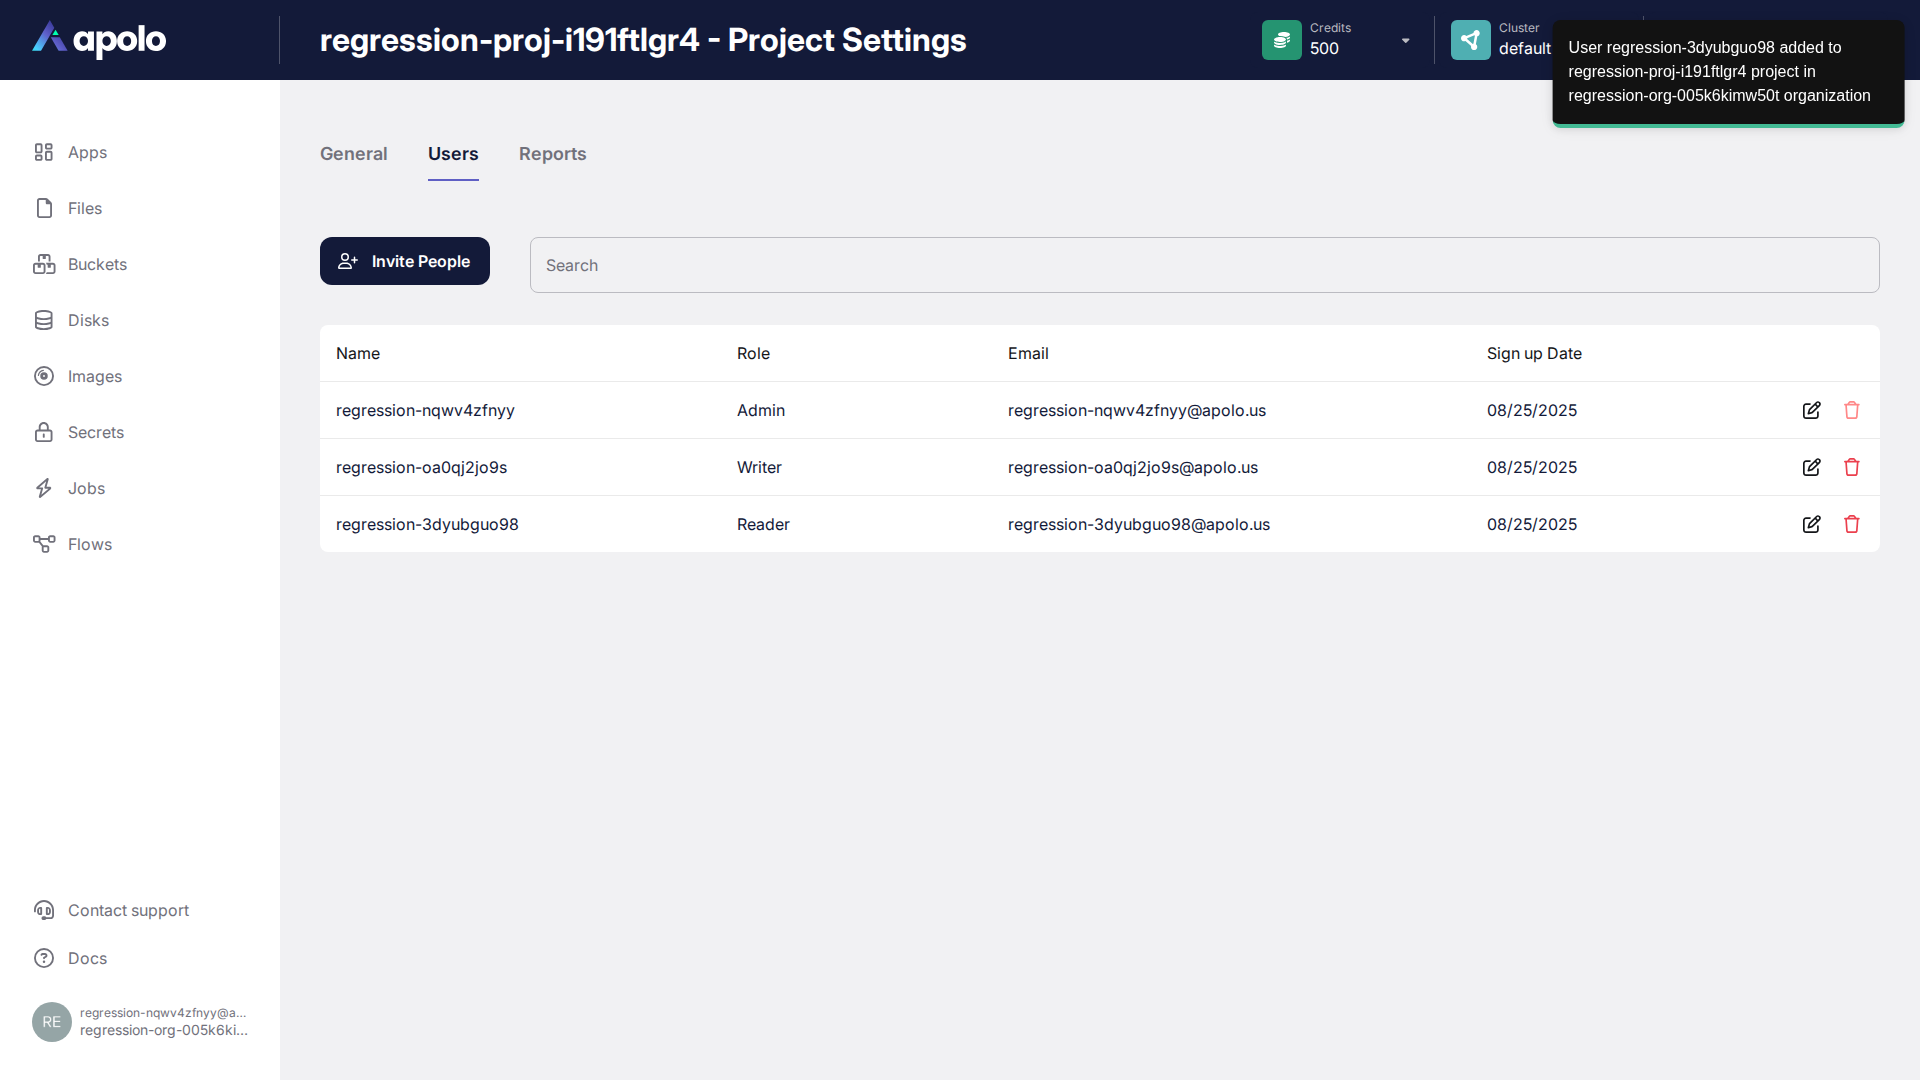 apolo
regression-proj-i191ftlgr4 - Project Settings
Credits
500
Cluster
default
User regression-3dyubguo98 added to
regression-proj-i191ftlgr4 project in
regression-org-005k6kimw50t organization
Apps
Files
Buckets
Disks
Images
Secrets
Jobs
Flows
General Users Reports
Invite People
Search
Name Role Email Sign up Date
regression-nqwv4zfnyy Admin regression-nqwv4zfnyy@apolo.us 08/25/2025
regression-oa0qj2jo9s Writer regression-oa0qj2jo9s@apolo.us 08/25/2025
regression-3dyubguo98 Reader regression-3dyubguo98@apolo.us 08/25/2025
Contact support
Docs
RE
regression-nqwv4zfnyy@a...
regression-org-005k6ki...